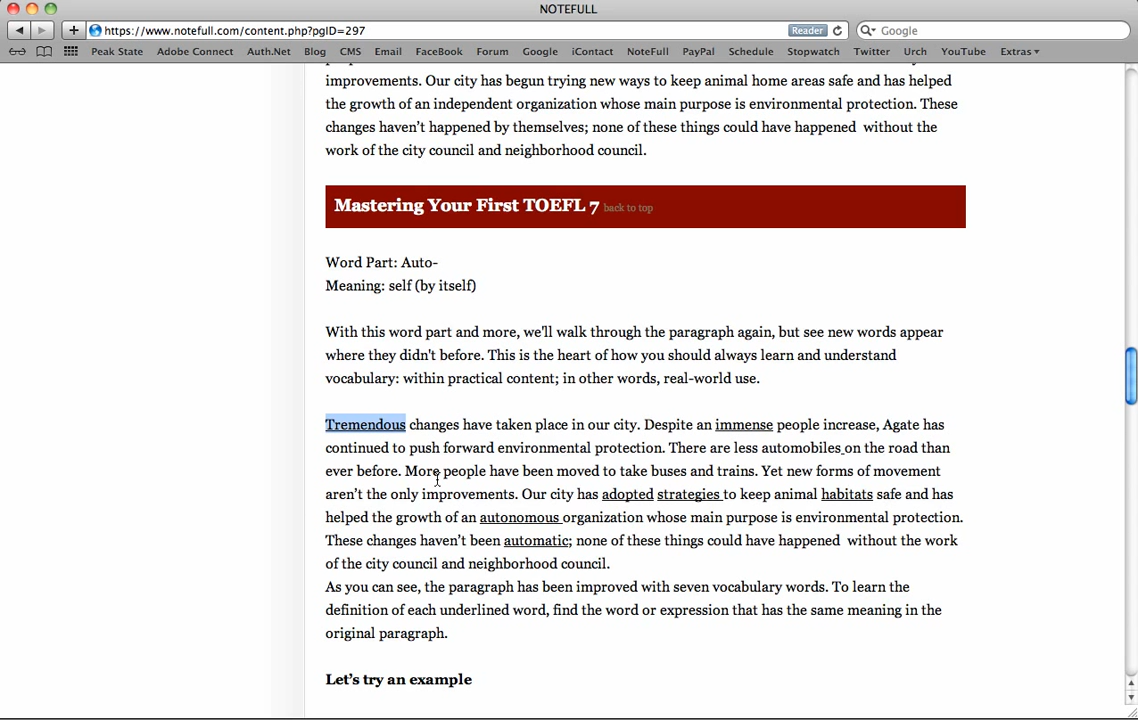 NOTEFULL
https://www.notefull.com/content.php?pgID=297
Reader
Google
Peak State Adobe Connect Auth.Net Blog CMS Email FaceBook Forum Google iContact NoteFull PayPal Schedule Stopwatch Twitter Urch YouTube Extras
improvements. Our city has begun trying new ways to keep animal home areas safe and has helped
the growth of an independent organization whose main purpose is environmental protection. These
changes haven't happened by themselves; none of these things could have happened without the
work of the city council and neighborhood council.
Mastering Your First TOEFL 7 back to top
Word Part: Auto-
Meaning: self (by itself)
With this word part and more, we'll walk through the paragraph again, but see new words appear
where they didn't before. This is the heart of how you should always learn and understand
vocabulary: within practical content; in other words, real-world use.
Tremendous changes have taken place in our city. Despite an immense people increase, Agate has
continued to push forward environmental protection. There are less automobiles on the road than
ever before. More people have been moved to take buses and trains. Yet new forms of movement
aren't the only improvements. Our city has adopted strategies to keep animal habitats safe and has
helped the growth of an autonomous organization whose main purpose is environmental protection.
These changes haven't been automatic; none of these things could have happened without the work
of the city council and neighborhood council.
As you can see, the paragraph has been improved with seven vocabulary words. To learn the
definition of each underlined word, find the word or expression that has the same meaning in the
original paragraph.
Let's try an example